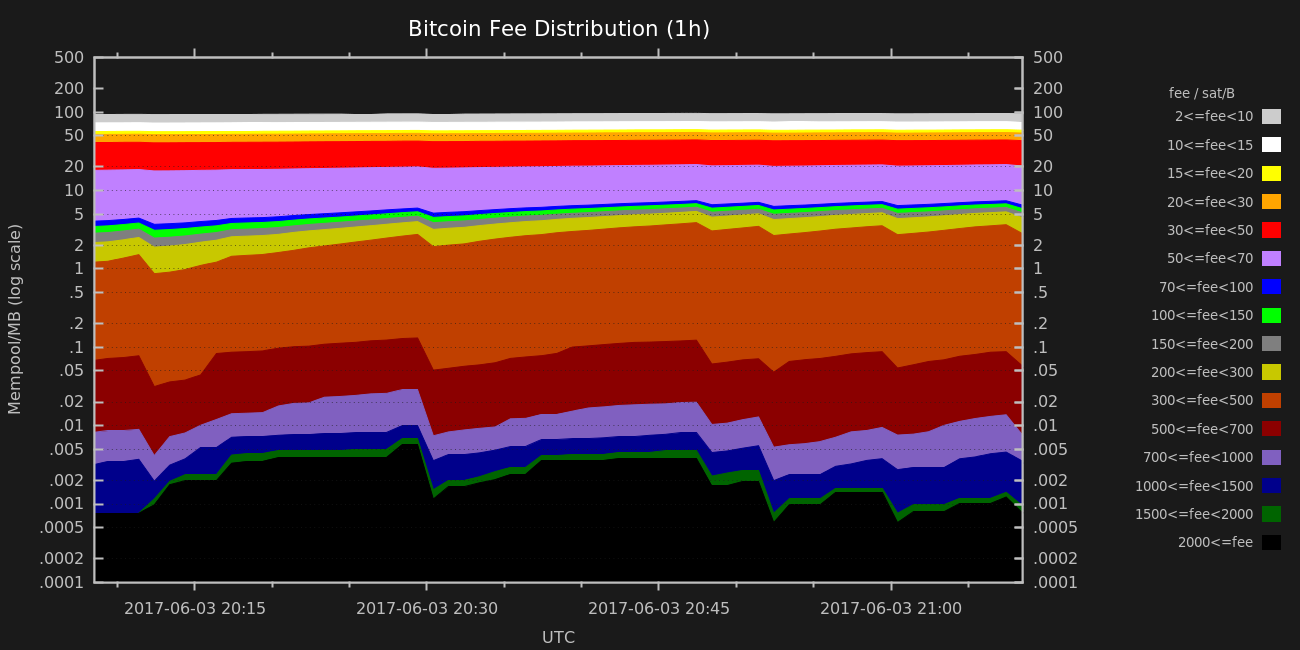 Bitcoin Fee Distribution (1h)
500
200
100
50
20
10
5
2
1
.5
.2
.1
.05
.02
.01
.005
.002
.001
.0005
.0002
.0001
Mempool/MB (log scale)
500
200
100
50
20
10
5
2
1
.5
.2
.1
.05
.02
.01
.005
.002
.001
.0005
.0002
.0001
2017-06-03 20:15
2017-06-03 20:30
2017-06-03 20:45
2017-06-03 21:00
UTC
fee / sat/B
2<=fee<10
10<=fee<15
15<=fee<20
20<=fee<30
30<=fee<50
50<=fee<70
70<=fee<100
100<=fee<150
150<=fee<200
200<=fee<300
300<=fee<500
500<=fee<700
700<=fee<1000
1000<=fee<1500
1500<=fee<2000
2000<=fee